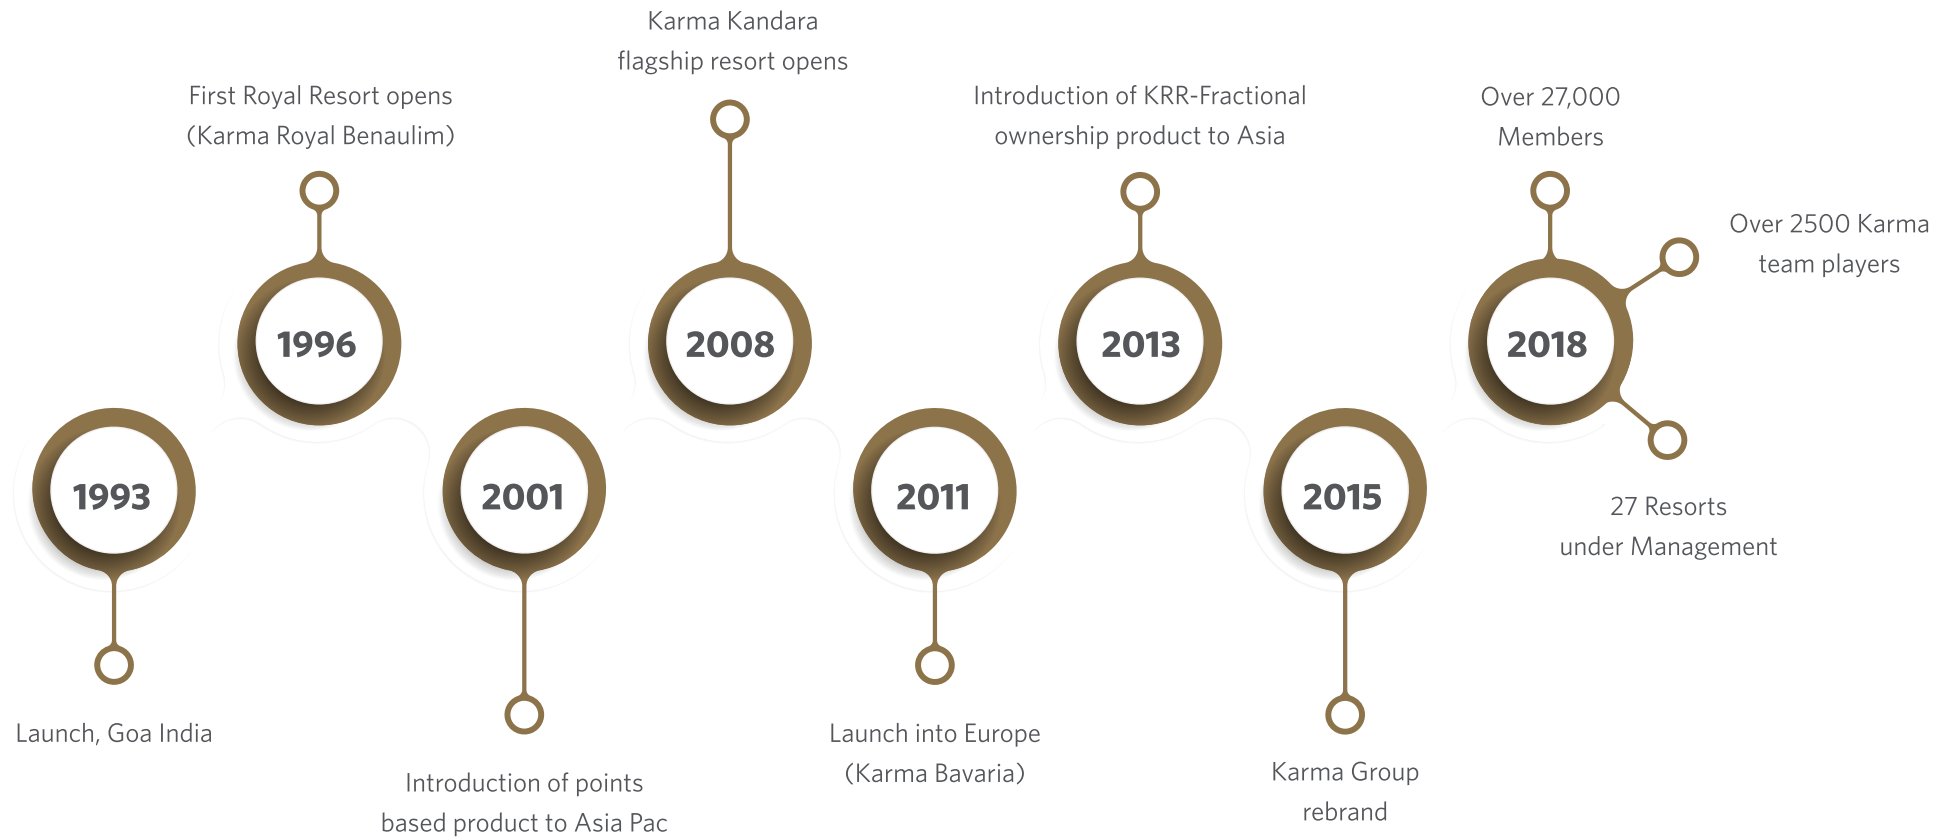 1993
Launch, Goa India
First Royal Resort opens
(Karma Royal Benaulim)
1996
2001
Introduction of points
based product to Asia Pac
Karma Kandara
flagship resort opens
2008
2011
Launch into Europe
(Karma Bavaria)
Introduction of KRR-Fractional
ownership product to Asia
2013
2015
Karma Group
rebrand
Over 27,000
Members
2018
Over 2500 Karma
team players
27 Resorts
under Management